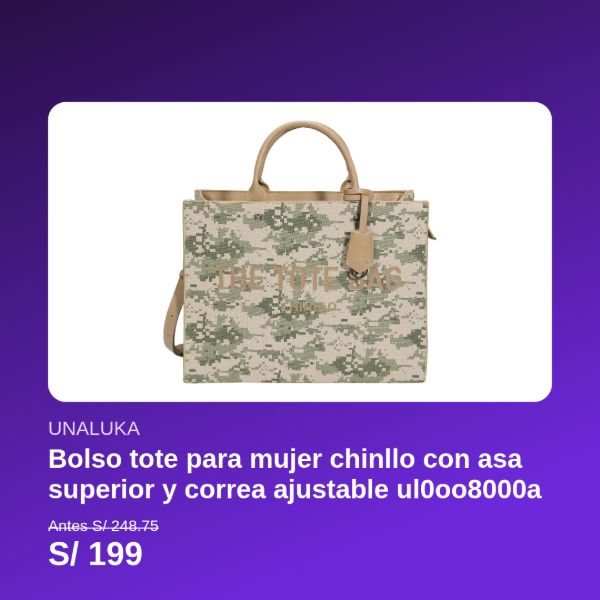 THE TOTE BAG
UNALUKA
Bolso tote para mujer chinllo con asa
superior y correa ajustable ul0oo8000a
Antes S/ 248.75
S/ 199